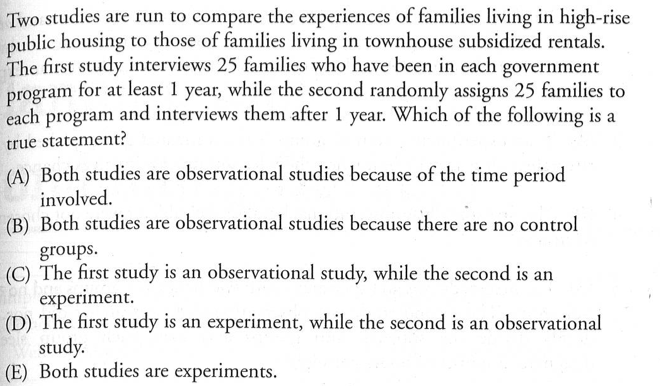 Two studies are run to compare the experiences of families living in high-rise
public housing to those of families living in townhouse subsidized rentals.
The first study interviews 25 families who have been in each government
program for at least 1 year, while the second randomly assigns 25 families to
each program and interviews them after 1 year. Which of the following is a
true statement?
(A) Both studies are observational studies because of the time period
involved.
(B) Both studies are observational studies because there are no control
groups.
(C) The first study is an observational study, while the second is an
experiment.
(D) The first study is an experiment, while the second is an observational
study.
(E) Both studies are experiments.